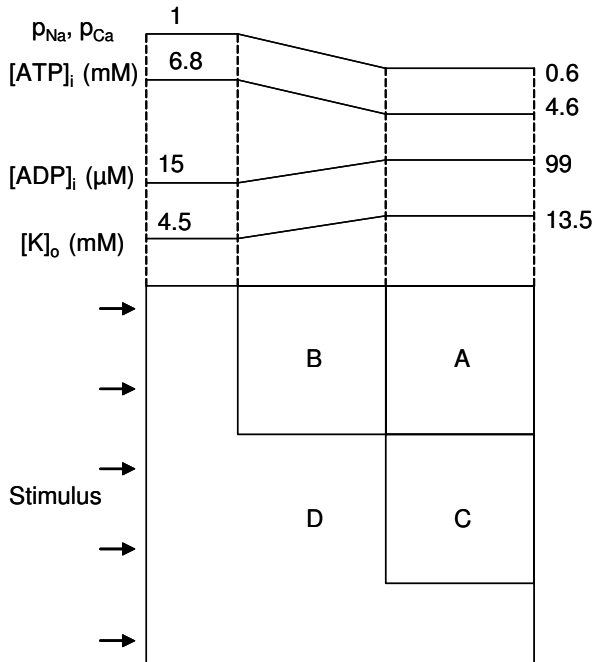 1
p_Na, p_Ca
6.8
0.6
[ATP]_i (mM)
4.6
15
[ADP]_i (µM)
99
4.5
[K]_o (mM)
13.5
B
A
Stimulus
D
C